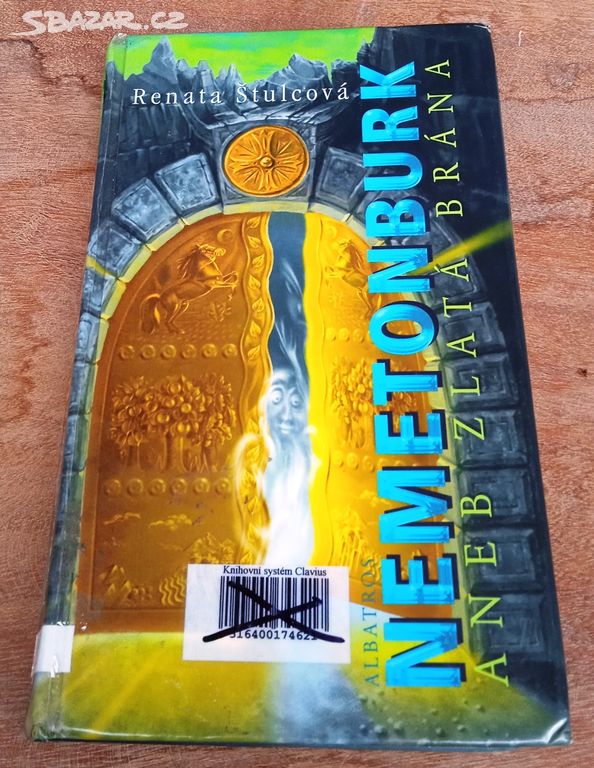 SBAZAR.CZ
Renata Štulcová
NEMETONBURK
ANEB ZLATÁ BRÁNA
ALBATROS
Knihovní systém Clavius
316400174621